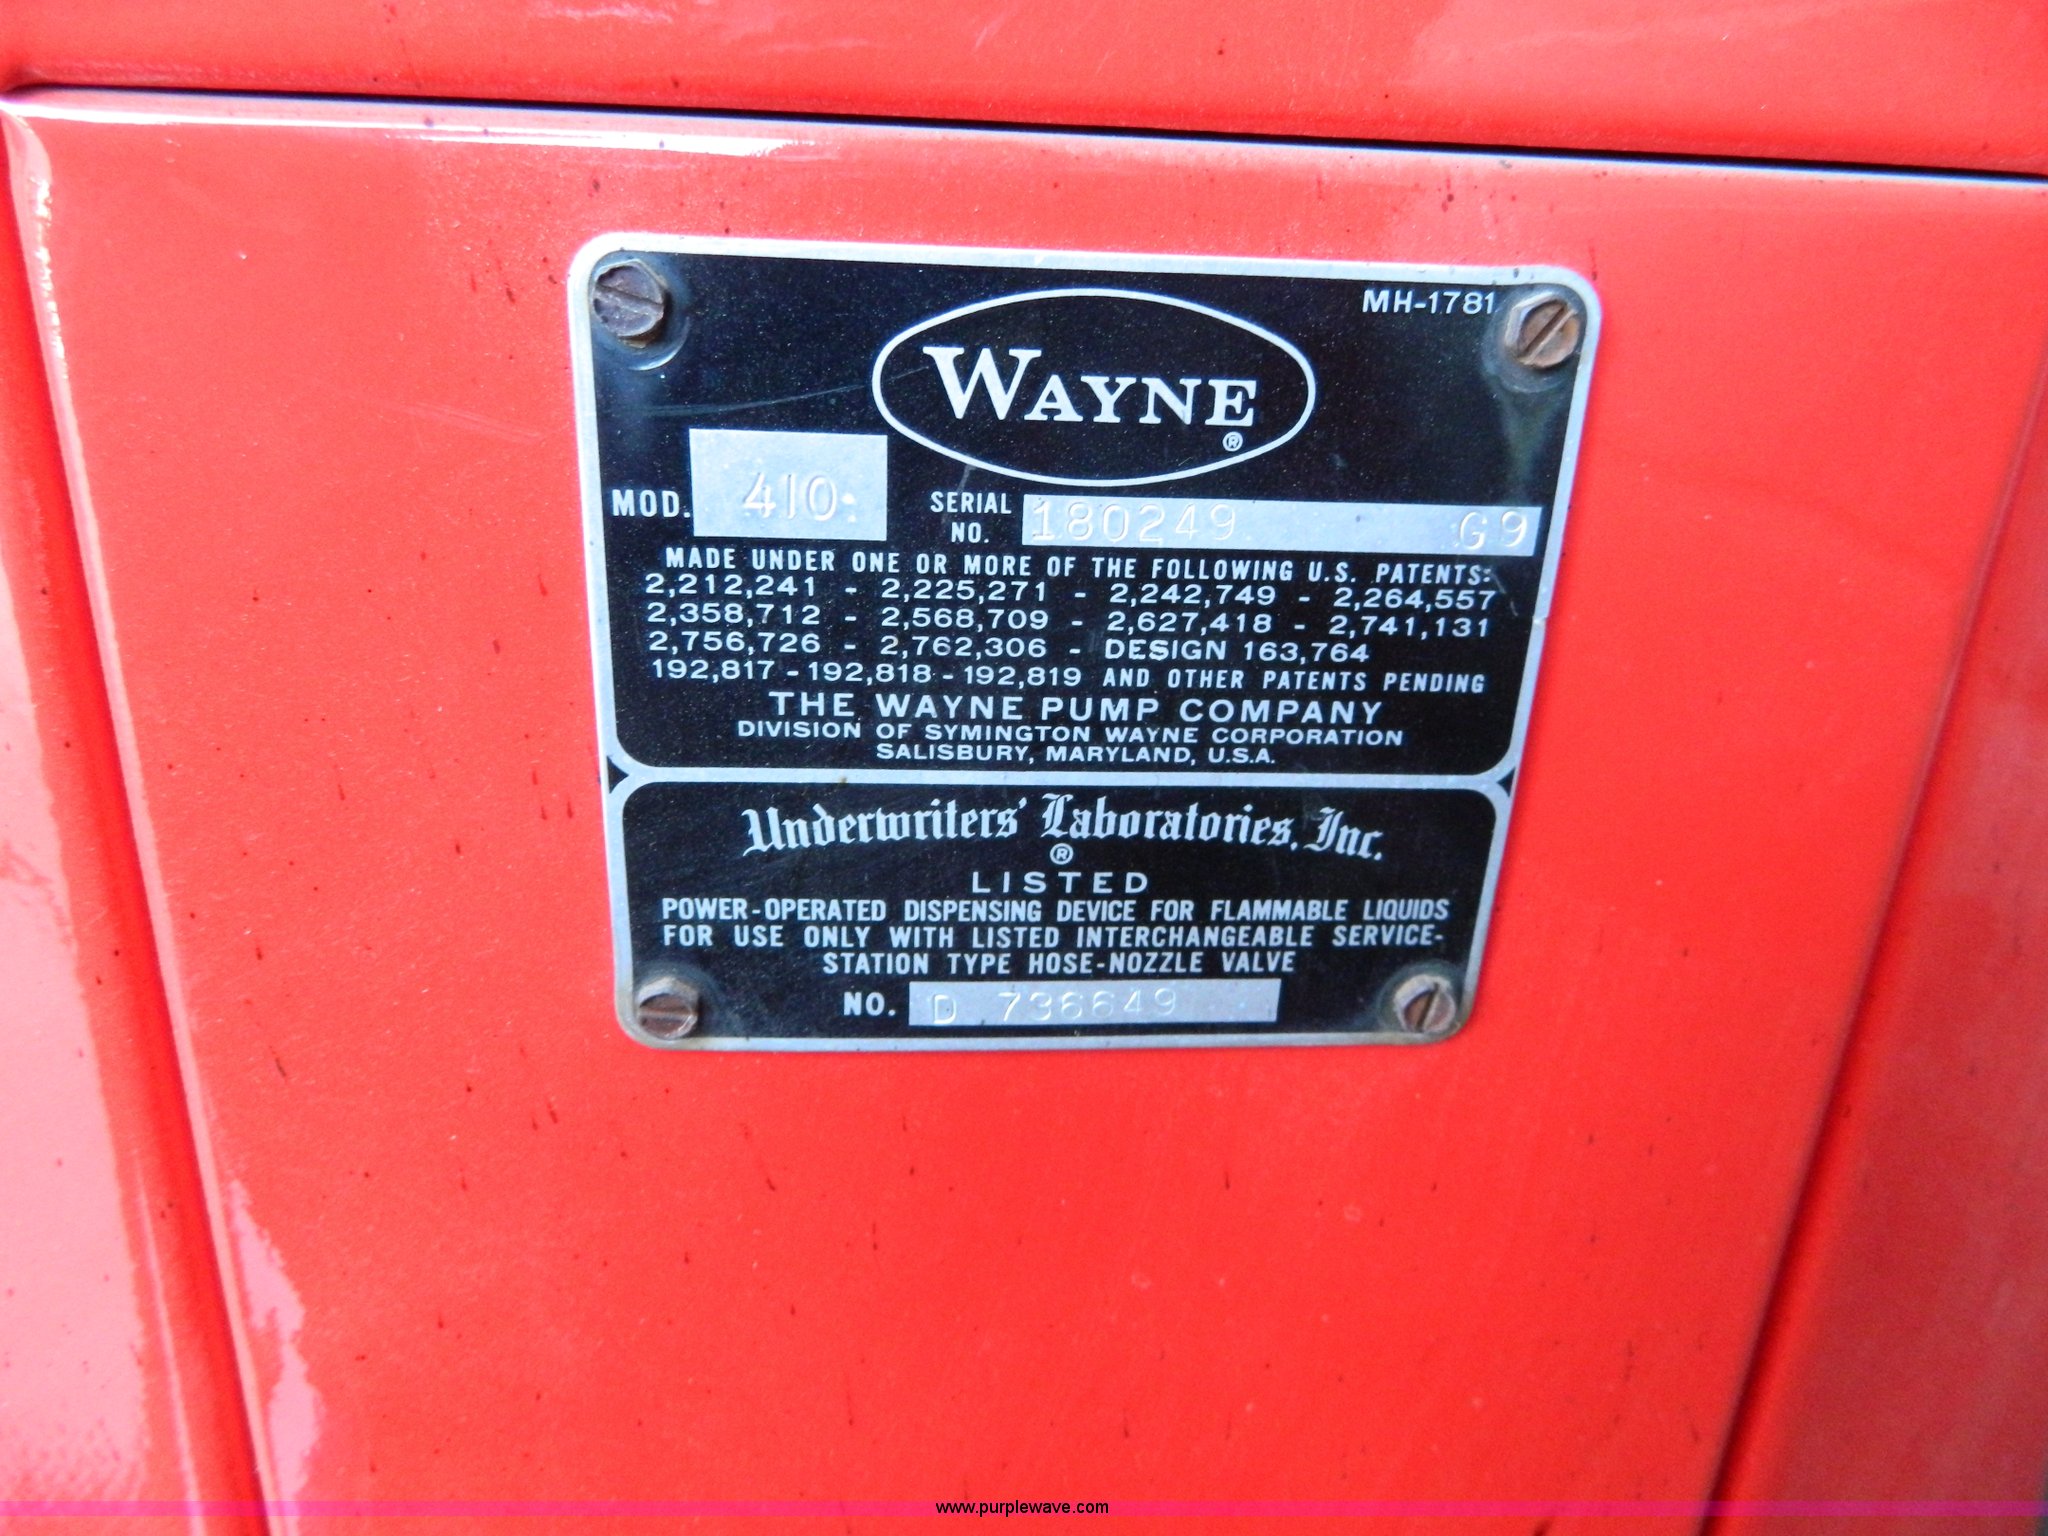 MH-1781
WAYNE
®
MOD. 410 SERIAL NO. 180249 G9
MADE UNDER ONE OR MORE OF THE FOLLOWING U.S. PATENTS:
2,212,241 - 2,225,271 - 2,242,749 - 2,264,557
2,358,712 - 2,568,709 - 2,627,418 - 2,741,131
2,756,726 - 2,762,306 - DESIGN 163,764
192,817 - 192,818 - 192,819 AND OTHER PATENTS PENDING
THE WAYNE PUMP COMPANY
DIVISION OF SYMINGTON WAYNE CORPORATION
SALISBURY, MARYLAND, U.S.A.
Underwriters' Laboratories, Inc.
®
LISTED
POWER-OPERATED DISPENSING DEVICE FOR FLAMMABLE LIQUIDS
FOR USE ONLY WITH LISTED INTERCHANGEABLE SERVICE-
STATION TYPE HOSE-NOZZLE VALVE
NO. D 736649
www.purplewave.com